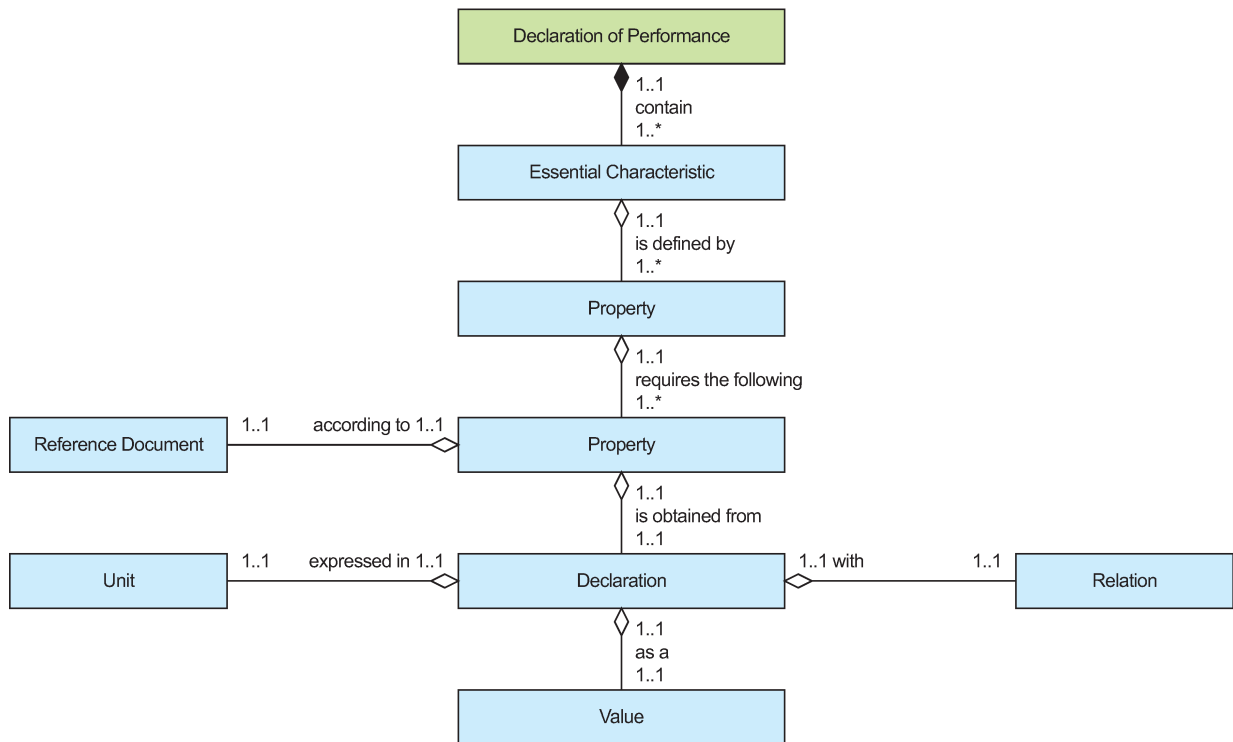 Declaration of Performance
1..1
contain
1..*
Essential Characteristic
1..1
is defined by
1..*
Property
1..1
requires the following
1..*
Reference Document
1..1
according to 1..1
Property
1..1
is obtained from
1..1
Unit
1..1
expressed in 1..1
Declaration
1..1 with
1..1
Relation
1..1
as a
1..1
Value